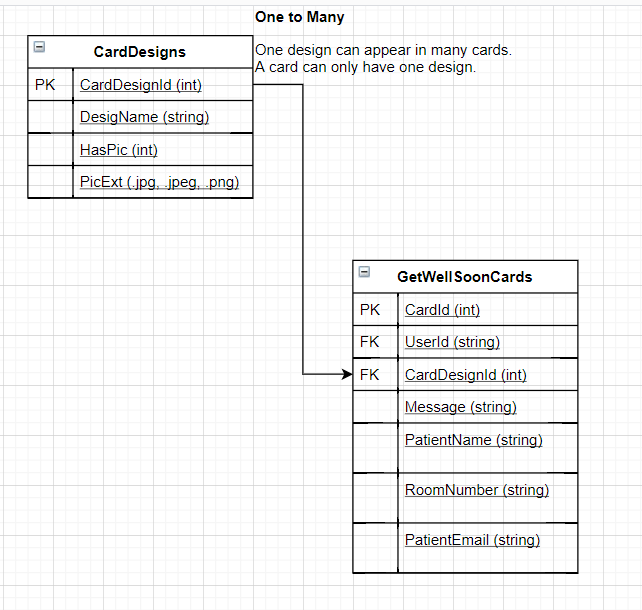 One to Many
One design can appear in many cards.
A card can only have one design.
CardDesigns
PK CardDesignId (int)
DesigName (string)
HasPic (int)
PicExt (.jpg, .jpeg, .png)
GetWellSoonCards
PK CardId (int)
FK UserId (string)
FK CardDesignId (int)
Message (string)
PatientName (string)
RoomNumber (string)
PatientEmail (string)